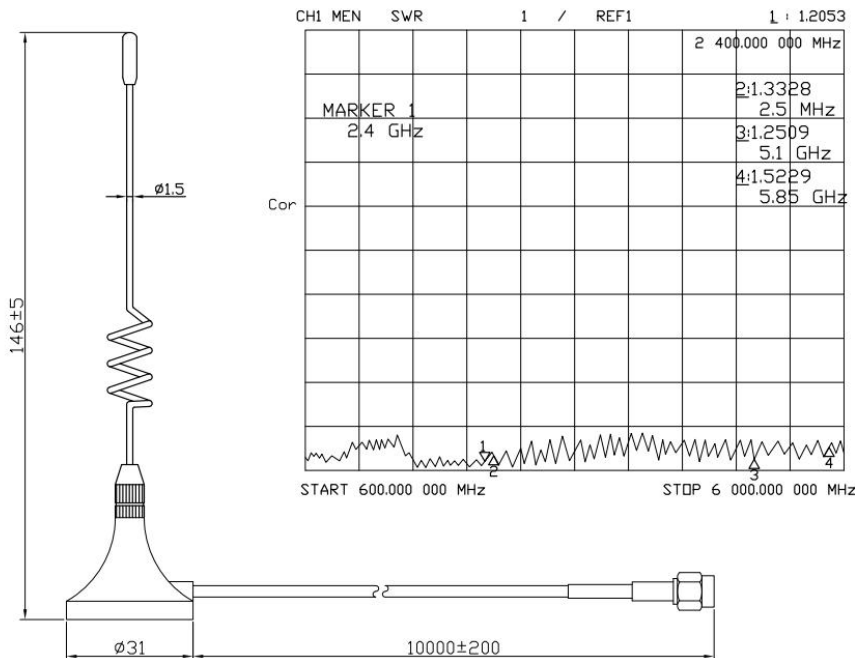 CH1 MEN SWR 1 / REF1 1 : 1.2053
2 400.000 000 MHz
MARKER 1
2.4 GHz
2:1.3328
2.5 MHz
3:1.2509
5.1 GHz
4:1.5229
5.85 GHz
Cor
1
2
3
4
START 600.000 000 MHz STOP 6 000.000 000 MHz
ø1.5
146±5
ø31
10000±200